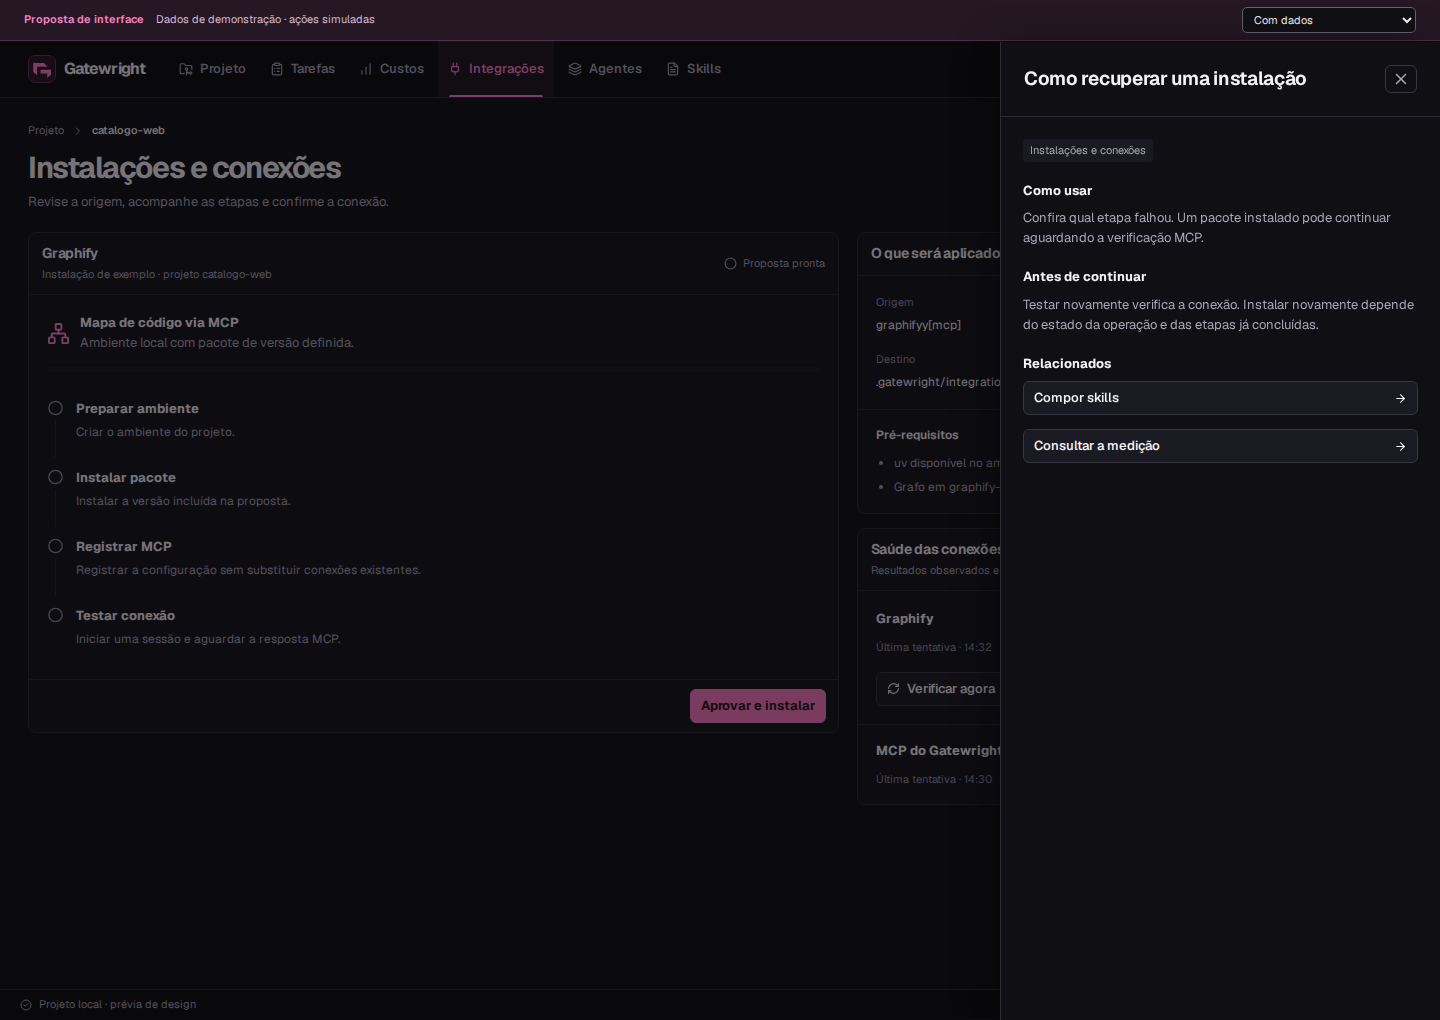 Proposta de interface Dados de demonstração · ações simuladas
Com dados
Gatewright
Projeto
Tarefas
Custos
Integrações
Agentes
Skills
Projeto
catalogo-web
Instalações e conexões
Revise a origem, acompanhe as etapas e confirme a conexão.
Graphify
Instalação de exemplo · projeto catalogo-web
Proposta pronta
Mapa de código via MCP
Ambiente local com pacote de versão definida.
Preparar ambiente
Criar o ambiente do projeto.
Instalar pacote
Instalar a versão incluída na proposta.
Registrar MCP
Registrar a configuração sem substituir conexões existentes.
Testar conexão
Iniciar uma sessão e aguardar a resposta MCP.
Aprovar e instalar
O que será aplicado
Origem
graphifyy[mcp]
Destino
.gatewright/integratio
Pré-requisitos
uv disponível no am
Grafo em graphify-
Saúde das conexões
Resultados observados e
Graphify
Última tentativa · 14:32
Verificar agora
MCP do Gatewright
Última tentativa · 14:30
Como recuperar uma instalação
Instalações e conexões
Como usar
Confira qual etapa falhou. Um pacote instalado pode continuar
aguardando a verificação MCP.
Antes de continuar
Testar novamente verifica a conexão. Instalar novamente depende
do estado da operação e das etapas já concluídas.
Relacionados
Compor skills
Consultar a medição
Projeto local · prévia de design